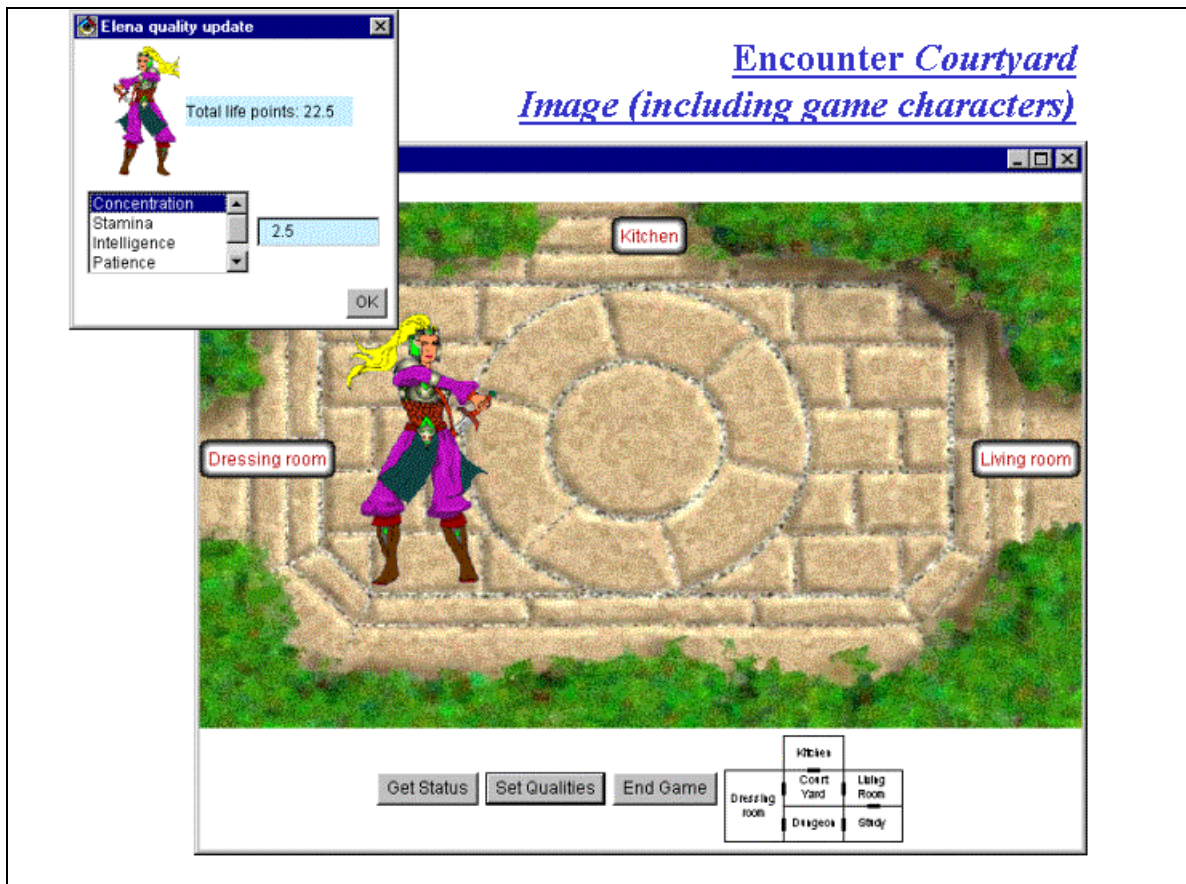 Elena quality update
Total life points: 22.5
Concentration
Stamina
Intelligence
Patience
2.5
OK
Encounter Courtyard
Image (including game characters)
Kitchen
Dressing room
Living room
Get Status
Set Qualities
End Game
Kitchen
Dressing
room
Court
Yard
Living
Room
Dungeon
Study